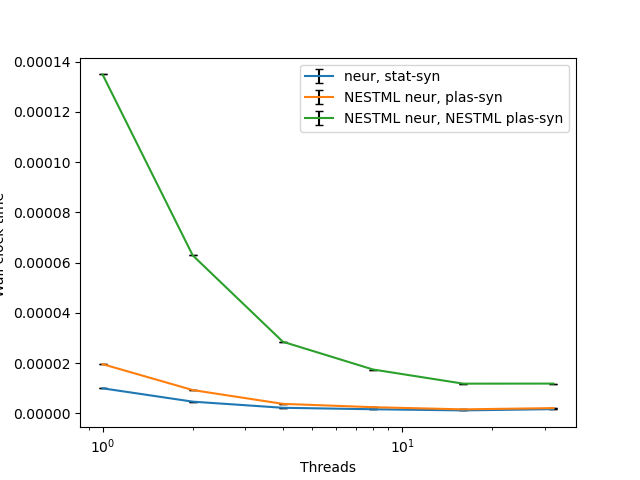 0.00014
0.00012
0.00010
0.00008
0.00006
0.00004
0.00002
0.00000
neur, stat-syn
NESTML neur, plas-syn
NESTML neur, NESTML plas-syn
Wall clock time
10⁰
10¹
Threads